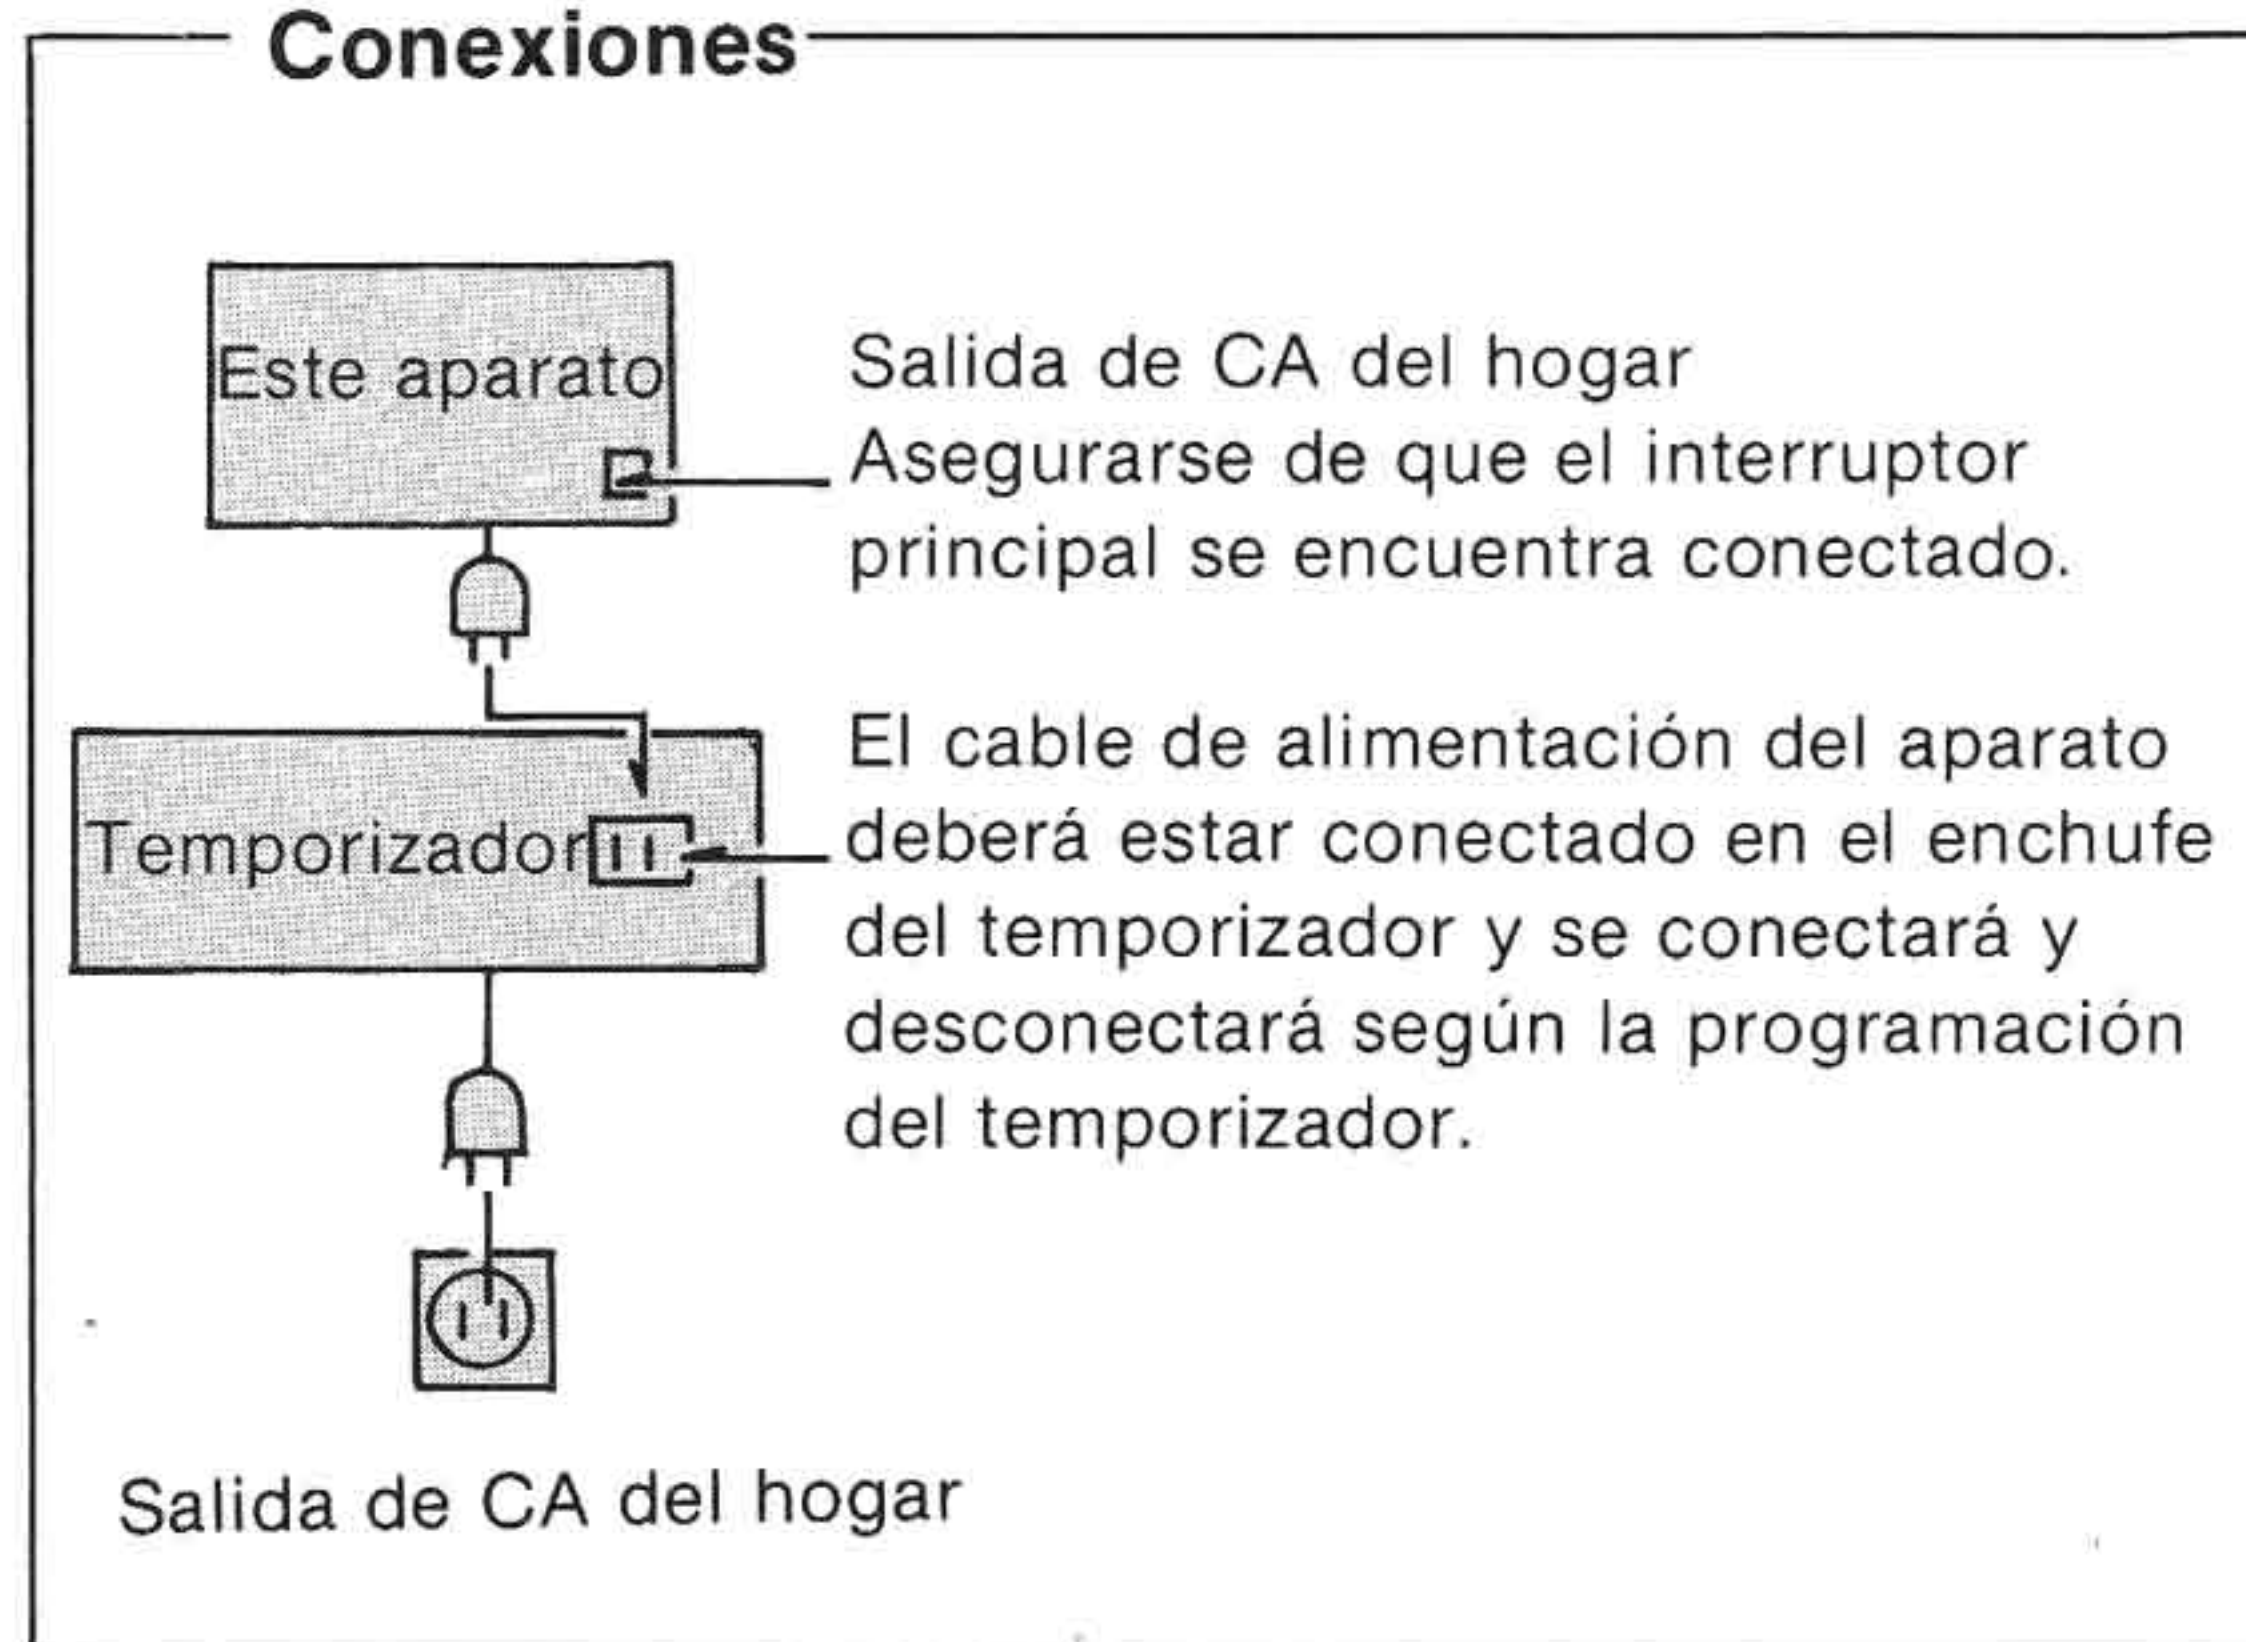 Conexiones
Este aparato
Salida de CA del hogar
Asegurarse de que el interruptor
principal se encuentra conectado.
Temporizador
El cable de alimentación del aparato
deberá estar conectado en el enchufe
del temporizador y se conectará y
desconectará según la programación
del temporizador.
Salida de CA del hogar